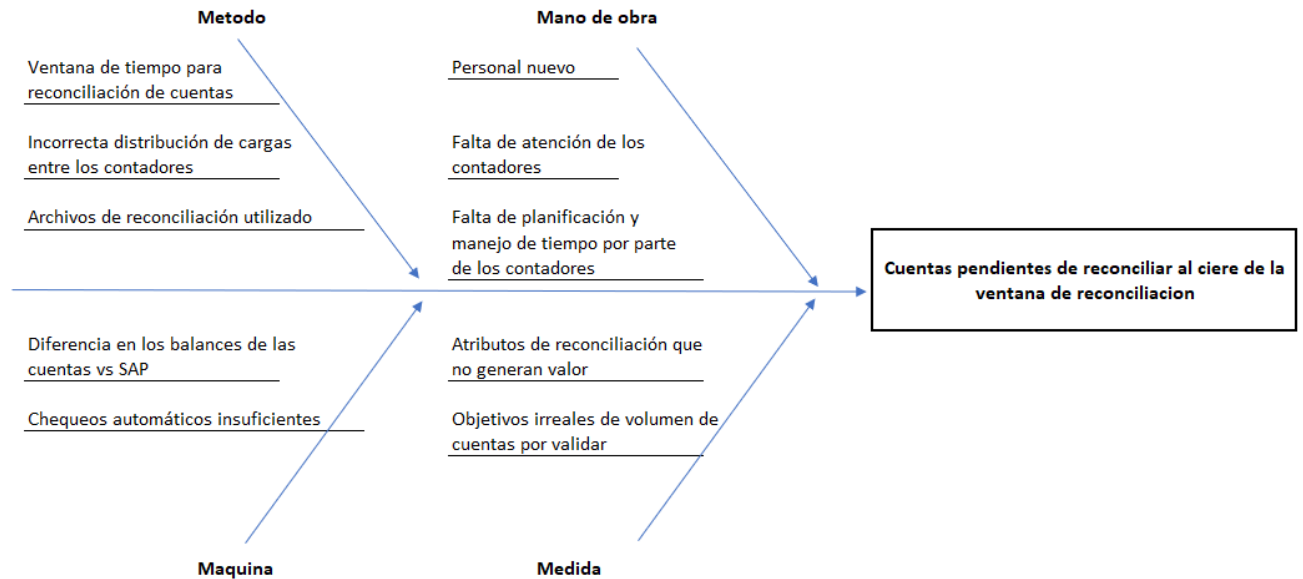 Metodo
Mano de obra
Ventana de tiempo para
reconciliación de cuentas
Incorrecta distribución de cargas
entre los contadores
Archivos de reconciliación utilizado
Personal nuevo
Falta de atención de los
contadores
Falta de planificación y
manejo de tiempo por parte
de los contadores
Cuentas pendientes de reconciliar al ciere de la
ventana de reconciliacion
Diferencia en los balances de las
cuentas vs SAP
Chequeos automáticos insuficientes
Atributos de reconciliación que
no generan valor
Objetivos irreales de volumen de
cuentas por validar
Maquina
Medida